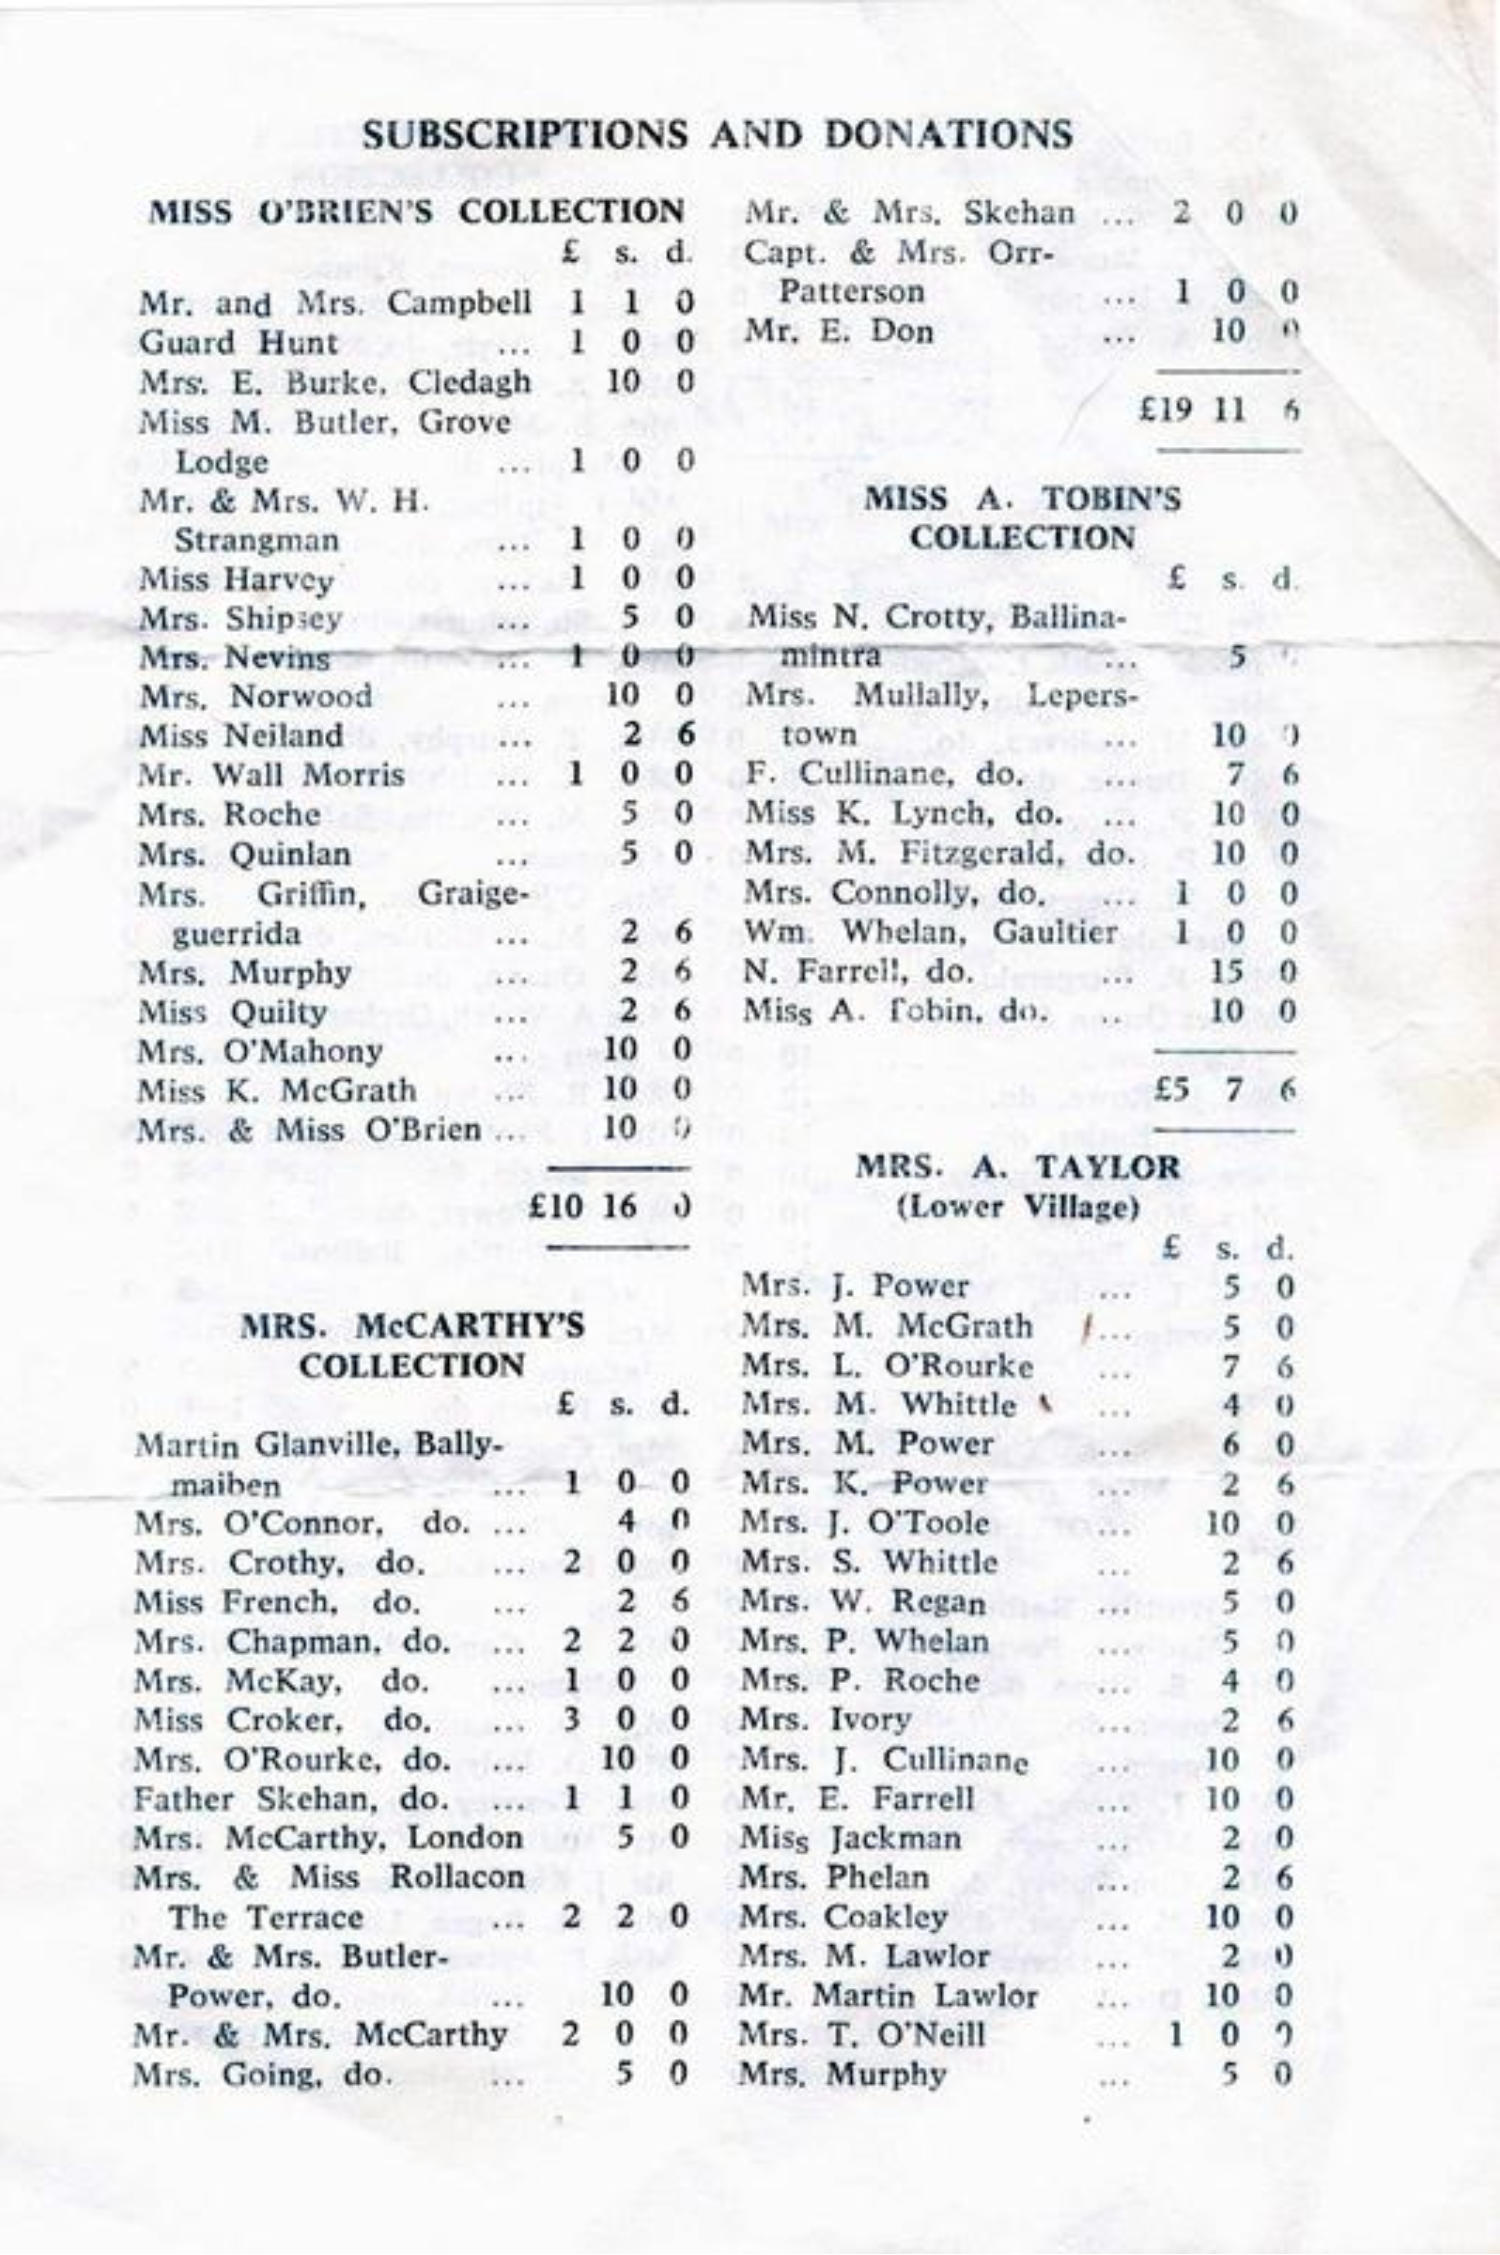 SUBSCRIPTIONS AND DONATIONS
MISS O'BRIEN'S COLLECTION
£ s. d.
Mr. and Mrs. Campbell 1 1 0
Guard Hunt ... 1 0 0
Mrs. E. Burke, Cledagh 10 0
Miss M. Butler, Grove
Lodge ... 1 0 0
Mr. & Mrs. W. H.
Strangman ... 1 0 0
Miss Harvey ... 1 0 0
Mrs. Shipsey ... 5 0
Mrs. Nevins ... 1 0 0
Mrs. Norwood ... 10 0
Miss Neiland ... 2 6
Mr. Wall Morris ... 1 0 0
Mrs. Roche ... 5 0
Mrs. Quinlan ... 5 0
Mrs. Griffin, Graige-
guerrida ... 2 6
Mrs. Murphy ... 2 6
Miss Quilty ... 2 6
Mrs. O'Mahony ... 10 0
Miss K. McGrath ... 10 0
Mrs. & Miss O'Brien ... 10 0
£10 16 0
MRS. McCARTHY'S
COLLECTION
£ s. d.
Martin Glanville, Bally-
maiben ... 1 0 0
Mrs. O'Connor, do. ... 4 0
Mrs. Crothy, do. ... 2 0 0
Miss French, do. ... 2 6
Mrs. Chapman, do. ... 2 2 0
Mrs. McKay, do. ... 1 0 0
Miss Croker, do. ... 3 0 0
Mrs. O'Rourke, do. ... 10 0
Father Skehan, do. ... 1 1 0
Mrs. McCarthy, London 5 0
Mrs. & Miss Rollacon
The Terrace ... 2 2 0
Mr. & Mrs. Butler-
Power, do. ... 10 0
Mr. & Mrs. McCarthy 2 0 0
Mrs. Going, do. ... 5 0
Mr. & Mrs. Skehan ... 2 0 0
Capt. & Mrs. Orr-
Patterson ... 1 0 0
Mr. E. Don ... 10 0
£19 11 6
MISS A. TOBIN'S
COLLECTION
£ s. d.
Miss N. Crotty, Ballina-
mintra ... 5
Mrs. Mullally, Lepers-
town ... 10 0
F. Cullinane, do. ... 7 6
Miss K. Lynch, do. ... 10 0
Mrs. M. Fitzgerald, do. 10 0
Mrs. Connolly, do. ... 1 0 0
Wm. Whelan, Gaultier 1 0 0
N. Farrell, do. ... 15 0
Miss A. Tobin, do. ... 10 0
£5 7 6
MRS. A. TAYLOR
(Lower Village)
£ s. d.
Mrs. J. Power ... 5 0
Mrs. M. McGrath ... 5 0
Mrs. L. O'Rourke ... 7 6
Mrs. M. Whittle ... 4 0
Mrs. M. Power ... 6 0
Mrs. K. Power ... 2 6
Mrs. J. O'Toole ... 10 0
Mrs. S. Whittle ... 2 6
Mrs. W. Regan ... 5 0
Mrs. P. Whelan ... 5 0
Mrs. P. Roche ... 4 0
Mrs. Ivory ... 2 6
Mrs. J. Cullinane ... 10 0
Mr. E. Farrell ... 10 0
Miss Jackman ... 2 0
Mrs. Phelan ... 2 6
Mrs. Coakley ... 10 0
Mrs. M. Lawlor ... 2 0
Mr. Martin Lawlor ... 10 0
Mrs. T. O'Neill ... 1 0 0
Mrs. Murphy ... 5 0